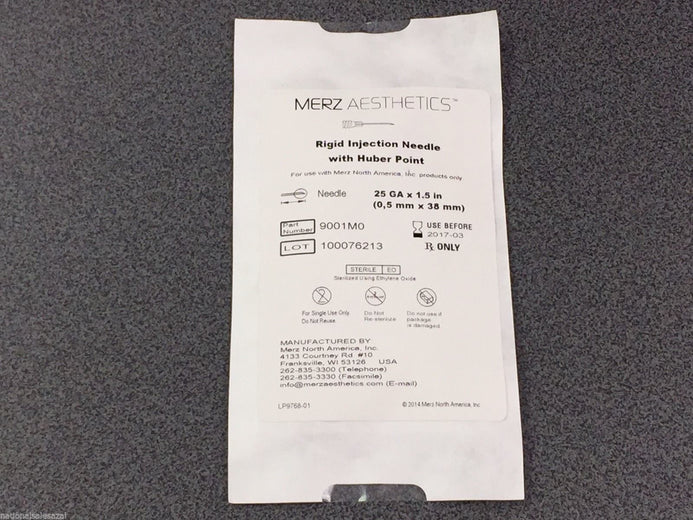 MERZ AESTHETICS™
Rigid Injection Needle
with Huber Point
For use with Merz North America, Inc. products only
Needle 25 GA x 1.5 in
(0,5 mm x 38 mm)
Part Number 9001M0
USE BEFORE
2017-03
LOT 100076213
Rx ONLY
STERILE EO
Sterilized Using Ethylene Oxide
For Single Use Only
Do Not Reuse
Do Not
Re-sterilize
Do not use if
package
is damaged
MANUFACTURED BY
Merz North America, Inc.
4133 Courtney Rd. #10
Franksville, WI 53126 USA
262-835-3300 (Telephone)
262-835-3330 (Facsimile)
info@merzaesthetics.com (E-mail)
LP9768-01
© 2014 Merz North America, Inc
nationalsalesazal